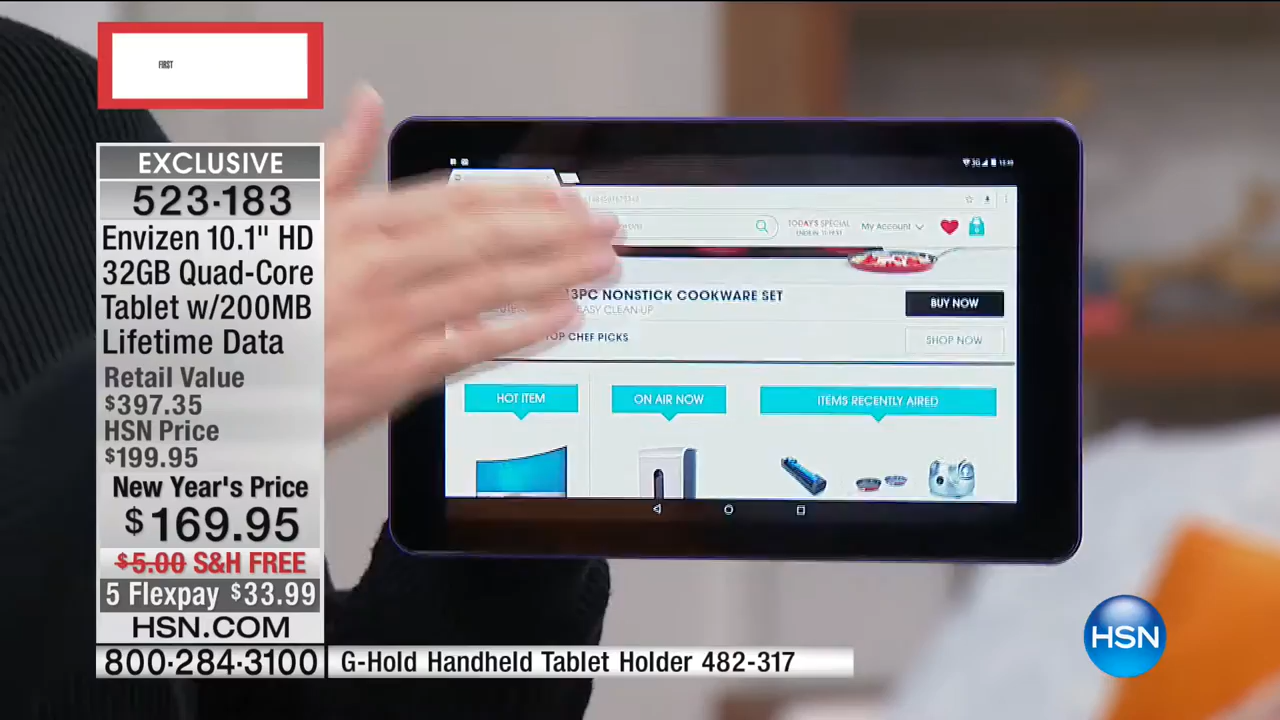 FIRST
EXCLUSIVE
523·183
Envizen 10.1" HD
32GB Quad-Core
Tablet w/200MB
Lifetime Data
Retail Value
$397.35
HSN Price
$199.95
New Year's Price
$169.95
$5.00 S&H FREE
5 Flexpay $33.99
HSN.COM
800·284·3100
G-Hold Handheld Tablet Holder 482-317
3G
TODAY'S SPECIAL
My Account
13PC NONSTICK COOKWARE SET
BUY NOW
EASY CLEAN-UP
TOP CHEF PICKS
SHOP NOW
HOT ITEM
ON AIR NOW
ITEMS RECENTLY AIRED
HSN